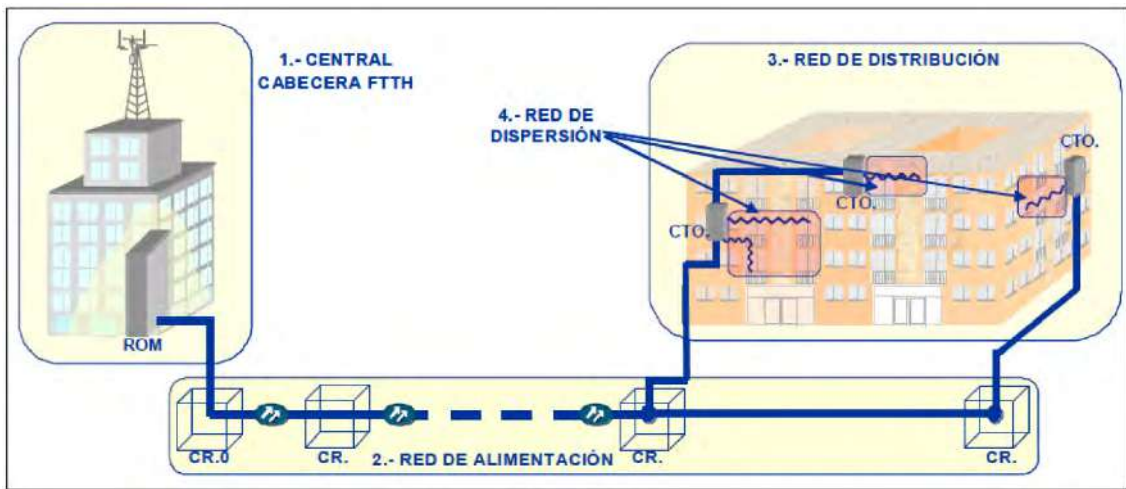 1.- CENTRAL
CABECERA FTTH
3.- RED DE DISTRIBUCIÓN
4.- RED DE
DISPERSIÓN
CTO.
CTO.
CTO.
ROM
CR.0
CR.
2.- RED DE ALIMENTACIÓN
CR.
CR.